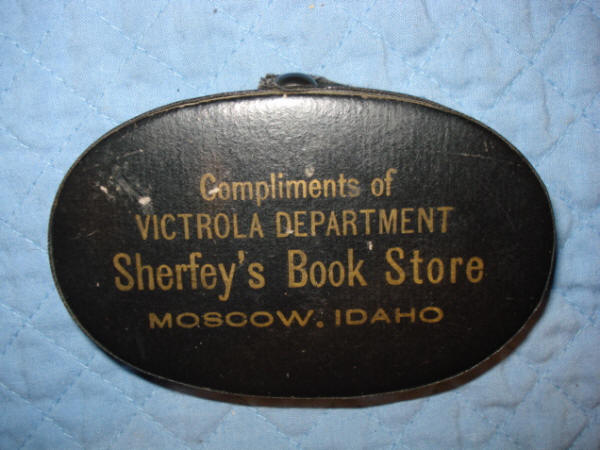 Compliments of
VICTROLA DEPARTMENT
Sherfey's Book Store
MOSCOW. IDAHO